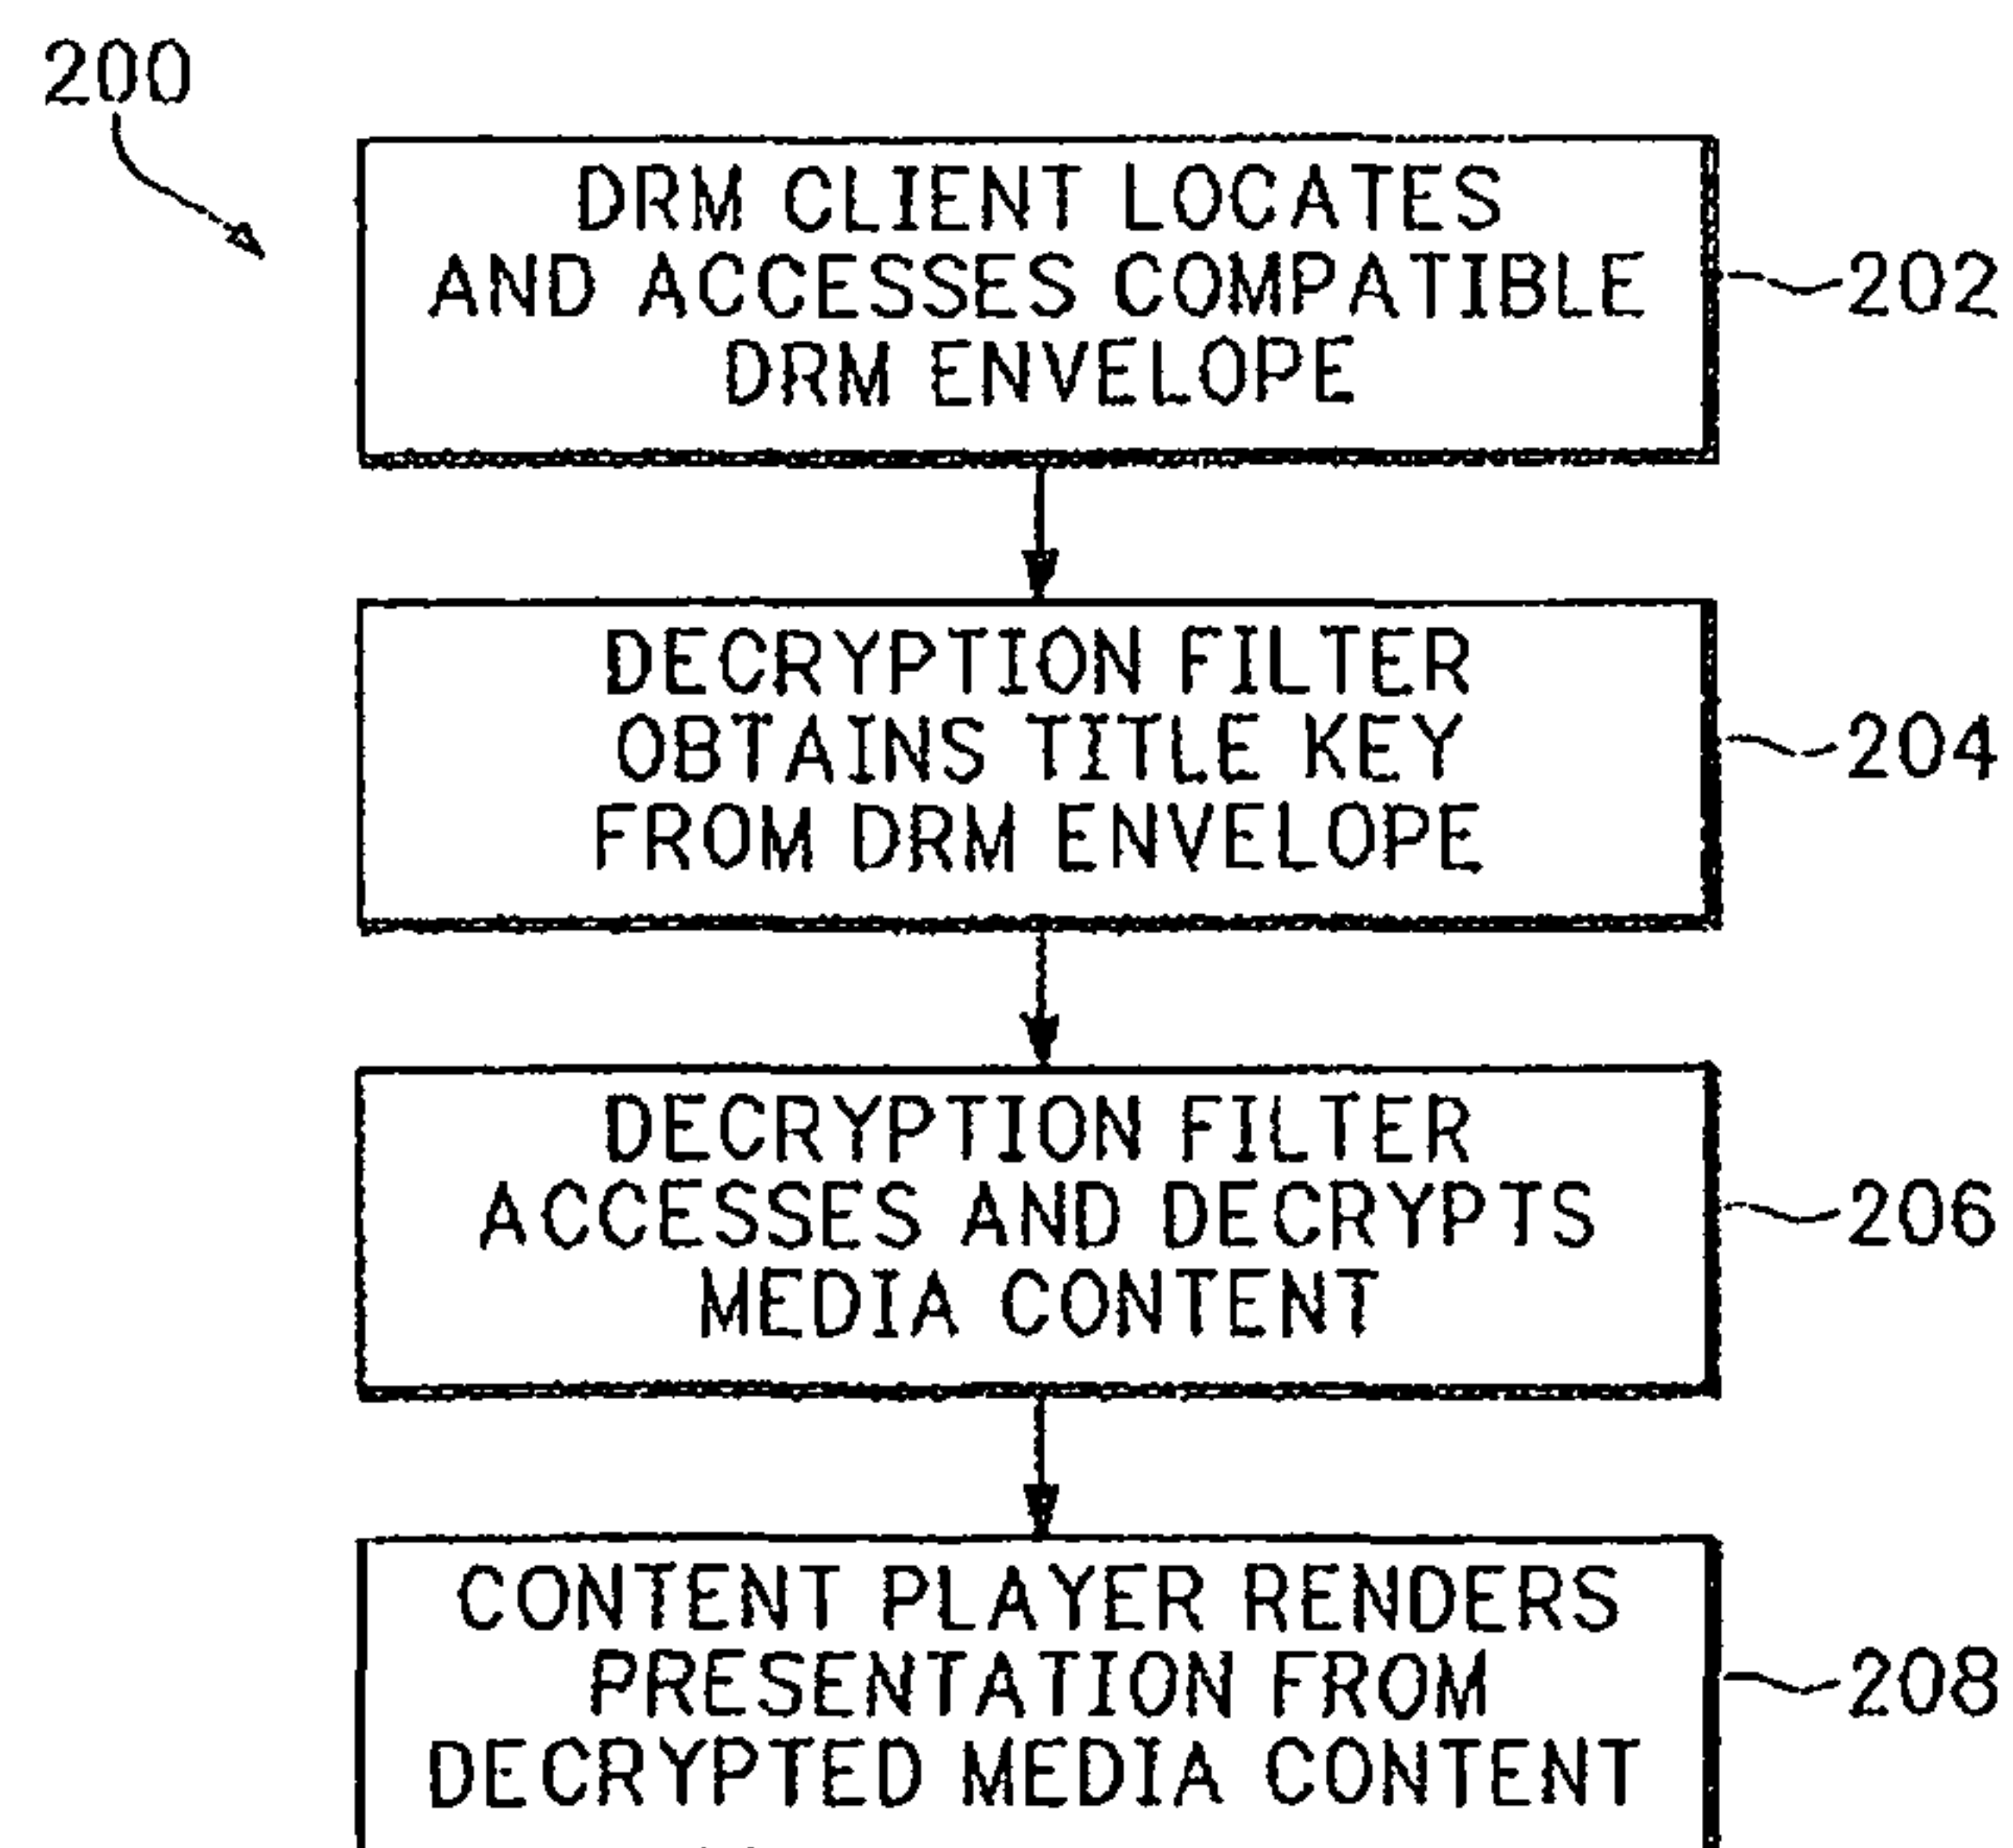 200
DRM CLIENT LOCATES
AND ACCESSES COMPATIBLE
DRM ENVELOPE
202
DECRYPTION FILTER
OBTAINS TITLE KEY
FROM DRM ENVELOPE
204
DECRYPTION FILTER
ACCESSES AND DECRYPTS
MEDIA CONTENT
206
CONTENT PLAYER RENDERS
PRESENTATION FROM
DECRYPTED MEDIA CONTENT
208